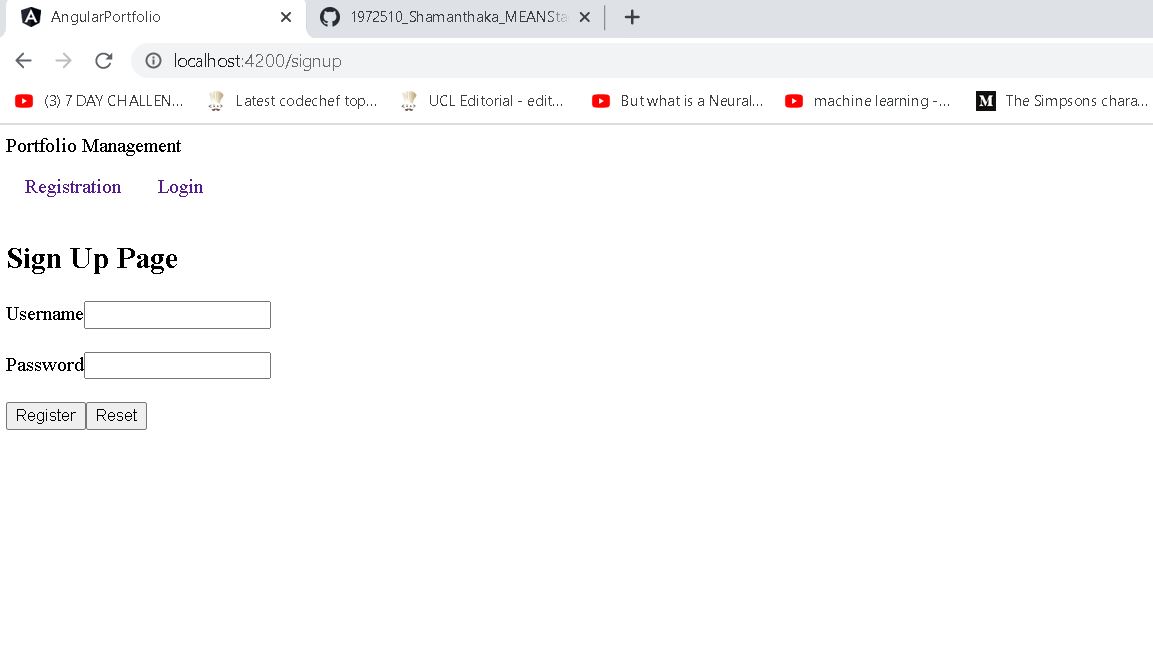 AngularPortfolio
1972510_Shamanthaka_MEANSta
localhost:4200/signup
(3) 7 DAY CHALLEN... Latest codechef top... UCL Editorial - edit... But what is a Neural... machine learning -... M The Simpsons chara...
Portfolio Management
Registration Login
Sign Up Page
Username
Password
Register Reset